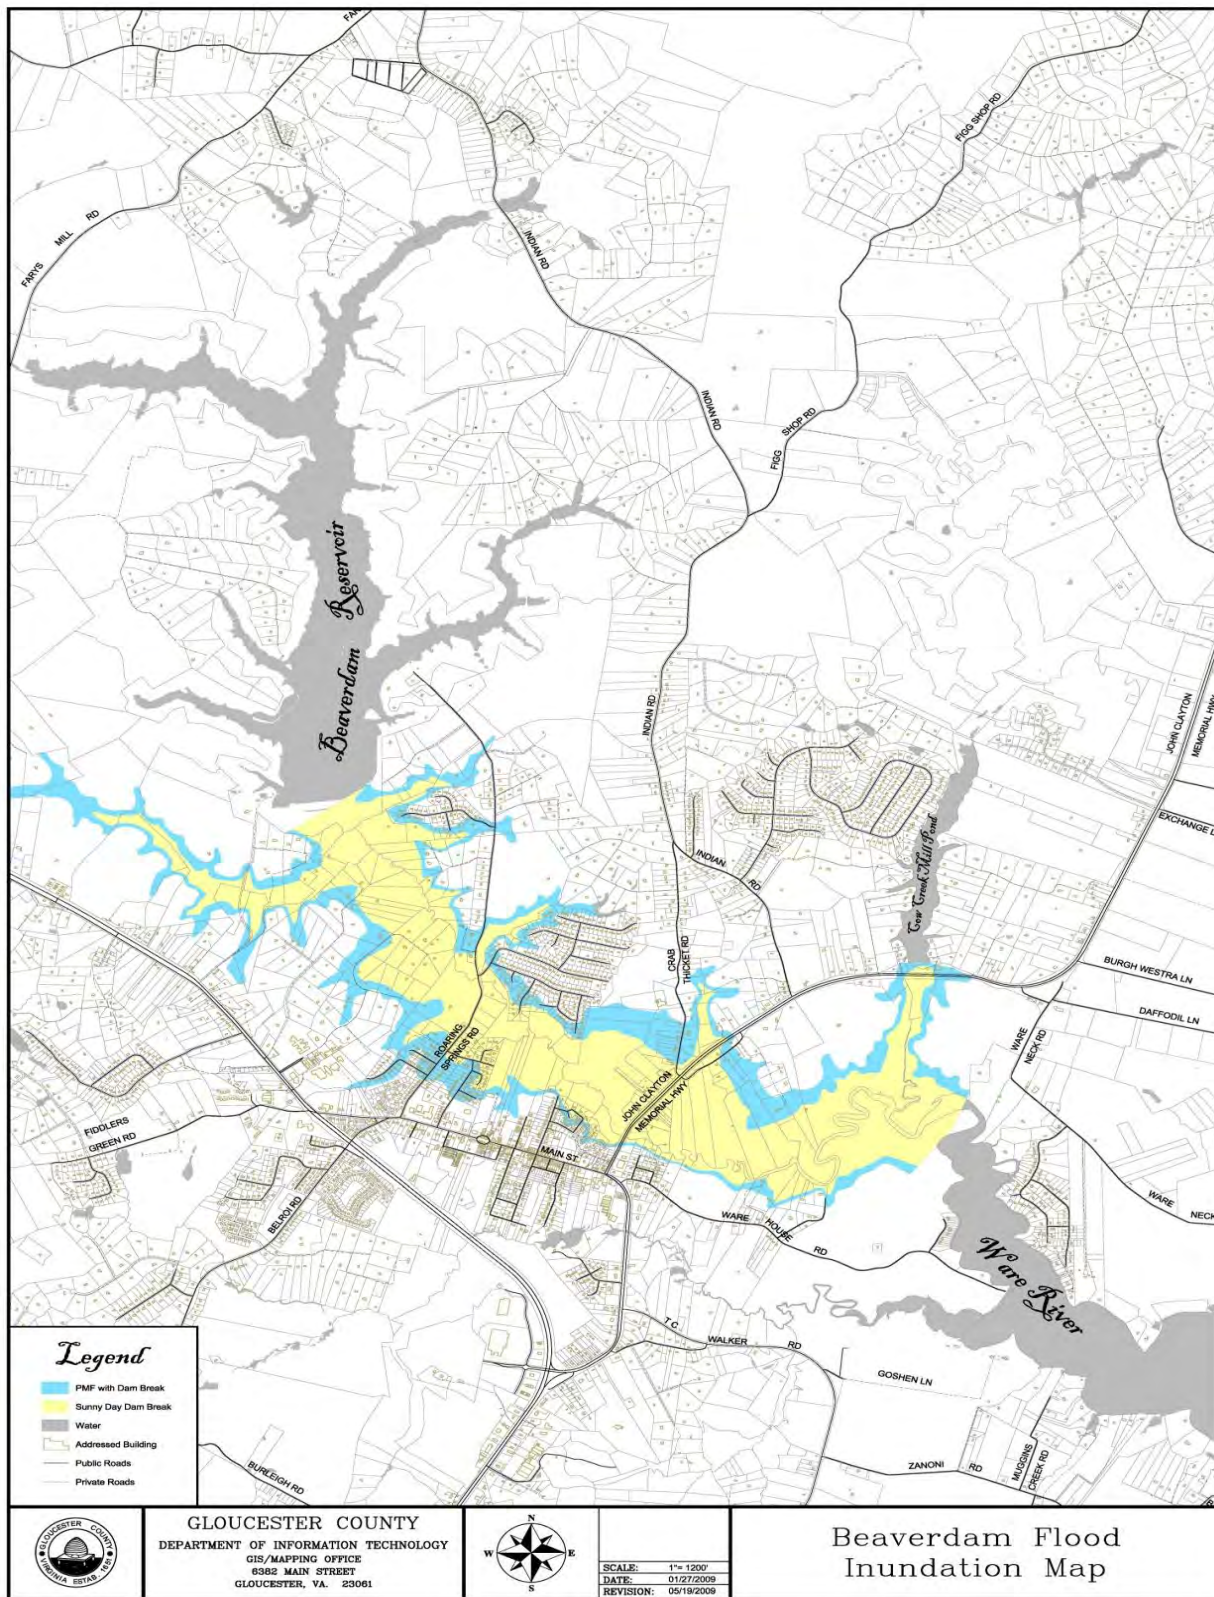 FARYS
MILL
RD
INDIAN RD
FIGG SHOP RD
INDIAN RD
FIGG
SHOP RD
Beaverdam Reservoir
INDIAN RD
JOHN CLAYTON
MEMORIAL HWY
EXCHANGE L
INDIAN
RD
Cow Creek Mill Pond
CRAB
THICKET RD
BURGH WESTRA LN
DAFFODIL LN
WARE
NECK RD
ROARING
SPRINGS RD
JOHN CLAYTON
MEMORIAL HWY
FIDDLERS
GREEN RD
MAIN ST
BELROI RD
WARE
HOUSE
RD
WARE
NECK
Ware River
T.C.
WALKER
RD
GOSHEN LN
ZANONI
RD
MUGGINS
CREEK RD
BURLEIGH RD
Legend
PMF with Dam Break
Sunny Day Dam Break
Water
Addressed Building
Public Roads
Private Roads
GLOUCESTER COUNTY
VIRGINIA ESTAB. 1651
GLOUCESTER COUNTY
DEPARTMENT OF INFORMATION TECHNOLOGY
GIS/MAPPING OFFICE
6382 MAIN STREET
GLOUCESTER, VA. 23061
N
W
E
S
SCALE: 1"= 1200'
DATE: 01/27/2009
REVISION: 05/19/2009
Beaverdam Flood
Inundation Map